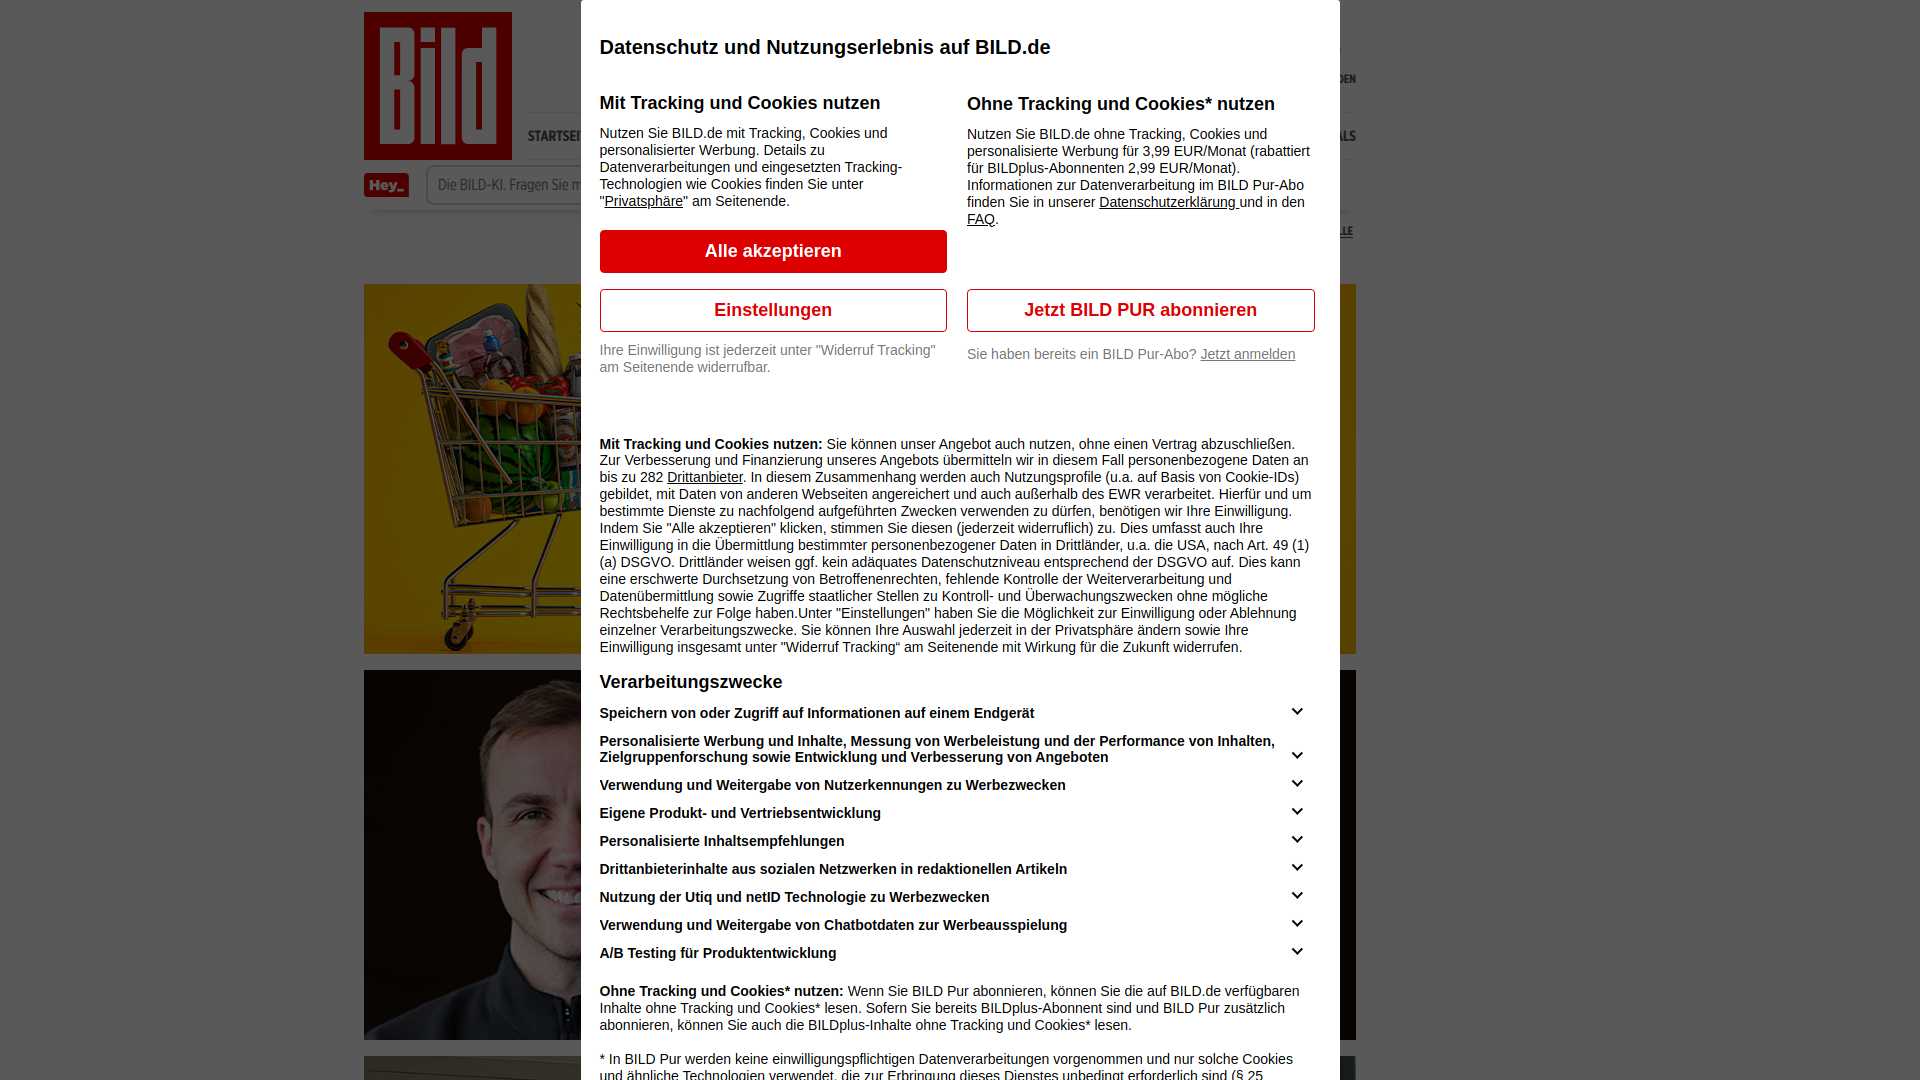 Bild
Datenschutz und Nutzungserlebnis auf BILD.de
DEN
STARTSEI
ALS
Hey_
Die BILD-KI. Fragen Sie m
LLE
Mit Tracking und Cookies nutzen
Nutzen Sie BILD.de mit Tracking, Cookies und
personalisierter Werbung. Details zu
Datenverarbeitungen und eingesetzten Tracking-
Technologien wie Cookies finden Sie unter
"Privatsphäre" am Seitenende.
Alle akzeptieren
Einstellungen
Ihre Einwilligung ist jederzeit unter "Widerruf Tracking"
am Seitenende widerrufbar.
Ohne Tracking und Cookies* nutzen
Nutzen Sie BILD.de ohne Tracking, Cookies und
personalisierte Werbung für 3,99 EUR/Monat (rabattiert
für BILDplus-Abonnenten 2,99 EUR/Monat).
Informationen zur Datenverarbeitung im BILD Pur-Abo
finden Sie in unserer Datenschutzerklärung und in den
FAQ.
Jetzt BILD PUR abonnieren
Sie haben bereits ein BILD Pur-Abo? Jetzt anmelden
Mit Tracking und Cookies nutzen: Sie können unser Angebot auch nutzen, ohne einen Vertrag abzuschließen.
Zur Verbesserung und Finanzierung unseres Angebots übermitteln wir in diesem Fall personenbezogene Daten an
bis zu 282 Drittanbieter. In diesem Zusammenhang werden auch Nutzungsprofile (u.a. auf Basis von Cookie-IDs)
gebildet, mit Daten von anderen Webseiten angereichert und auch außerhalb des EWR verarbeitet. Hierfür und um
bestimmte Dienste zu nachfolgend aufgeführten Zwecken verwenden zu dürfen, benötigen wir Ihre Einwilligung.
Indem Sie "Alle akzeptieren" klicken, stimmen Sie diesen (jederzeit widerruflich) zu. Dies umfasst auch Ihre
Einwilligung in die Übermittlung bestimmter personenbezogener Daten in Drittländer, u.a. die USA, nach Art. 49 (1)
(a) DSGVO. Drittländer weisen ggf. kein adäquates Datenschutzniveau entsprechend der DSGVO auf. Dies kann
eine erschwerte Durchsetzung von Betroffenenrechten, fehlende Kontrolle der Weiterverarbeitung und
Datenübermittlung sowie Zugriffe staatlicher Stellen zu Kontroll- und Überwachungszwecken ohne mögliche
Rechtsbehelfe zur Folge haben.Unter "Einstellungen" haben Sie die Möglichkeit zur Einwilligung oder Ablehnung
einzelner Verarbeitungszwecke. Sie können Ihre Auswahl jederzeit in der Privatsphäre ändern sowie Ihre
Einwilligung insgesamt unter "Widerruf Tracking“ am Seitenende mit Wirkung für die Zukunft widerrufen.
Verarbeitungszwecke
Speichern von oder Zugriff auf Informationen auf einem Endgerät
Personalisierte Werbung und Inhalte, Messung von Werbeleistung und der Performance von Inhalten,
Zielgruppenforschung sowie Entwicklung und Verbesserung von Angeboten
Verwendung und Weitergabe von Nutzerkennungen zu Werbezwecken
Eigene Produkt- und Vertriebsentwicklung
Personalisierte Inhaltsempfehlungen
Drittanbieterinhalte aus sozialen Netzwerken in redaktionellen Artikeln
Nutzung der Utiq und netID Technologie zu Werbezwecken
Verwendung und Weitergabe von Chatbotdaten zur Werbeausspielung
A/B Testing für Produktentwicklung
Ohne Tracking und Cookies* nutzen: Wenn Sie BILD Pur abonnieren, können Sie die auf BILD.de verfügbaren
Inhalte ohne Tracking und Cookies* lesen. Sofern Sie bereits BILDplus-Abonnent sind und BILD Pur zusätzlich
abonnieren, können Sie auch die BILDplus-Inhalte ohne Tracking und Cookies* lesen.
* In BILD Pur werden keine einwilligungspflichtigen Datenverarbeitungen vorgenommen und nur solche Cookies
und ähnliche Technologien verwendet, die zur Erbringung dieses Dienstes unbedingt erforderlich sind (§ 25